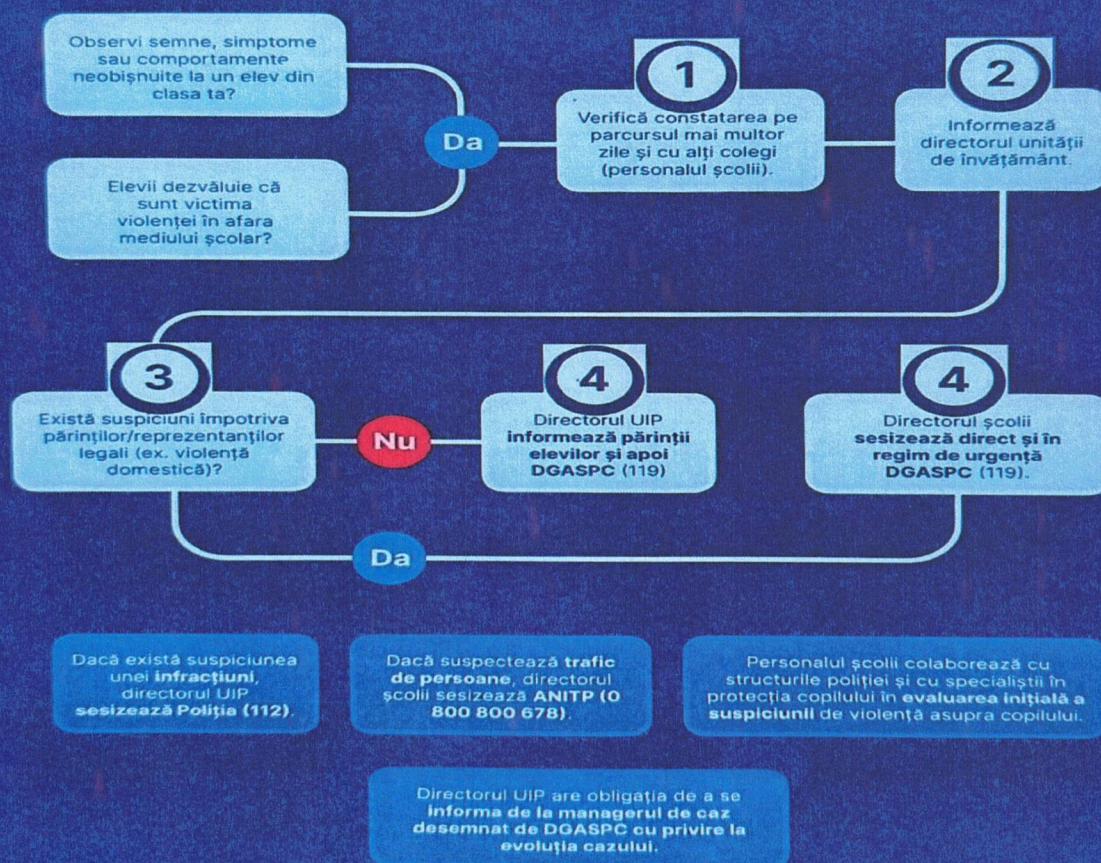 Observi semne, simptome
sau comportamente
neobișnuite la un elev din
clasa ta?
Elevii dezvăluie că
sunt victima
violenței în afara
mediului școlar?
Da
1
Verifică constatarea pe
parcursul mai multor
zile și cu alți colegi
(personalul școlii).
2
Informează
directorul unității
de învățământ.
3
Există suspiciuni împotriva
părinților/reprezentanților
legali (ex. violență
domestică)?
Nu
4
Directorul UIP
informează părinții
elevilor și apoi
DGASPC (119)
4
Directorul școlii
sesizează direct și în
regim de urgență
DGASPC (119).
Da
Dacă există suspiciunea
unei infracțiuni,
directorul UIP
sesizează Poliția (112).
Dacă suspectează trafic
de persoane, directorul
școlii sesizează ANITP (0
800 800 678).
Personalul școlii colaborează cu
structurile poliției și cu specialiștii în
protecția copilului în evaluarea inițială a
suspiciunii de violență asupra copilului.
Directorul UIP are obligația de a se
informa de la managerul de caz
desemnat de DGASPC cu privire la
evoluția cazului.